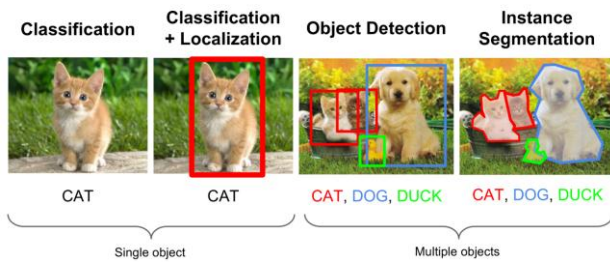 Classification
Classification
+ Localization
Object Detection
Instance
Segmentation
CAT
CAT
CAT, DOG, DUCK
CAT, DOG, DUCK
Single object
Multiple objects